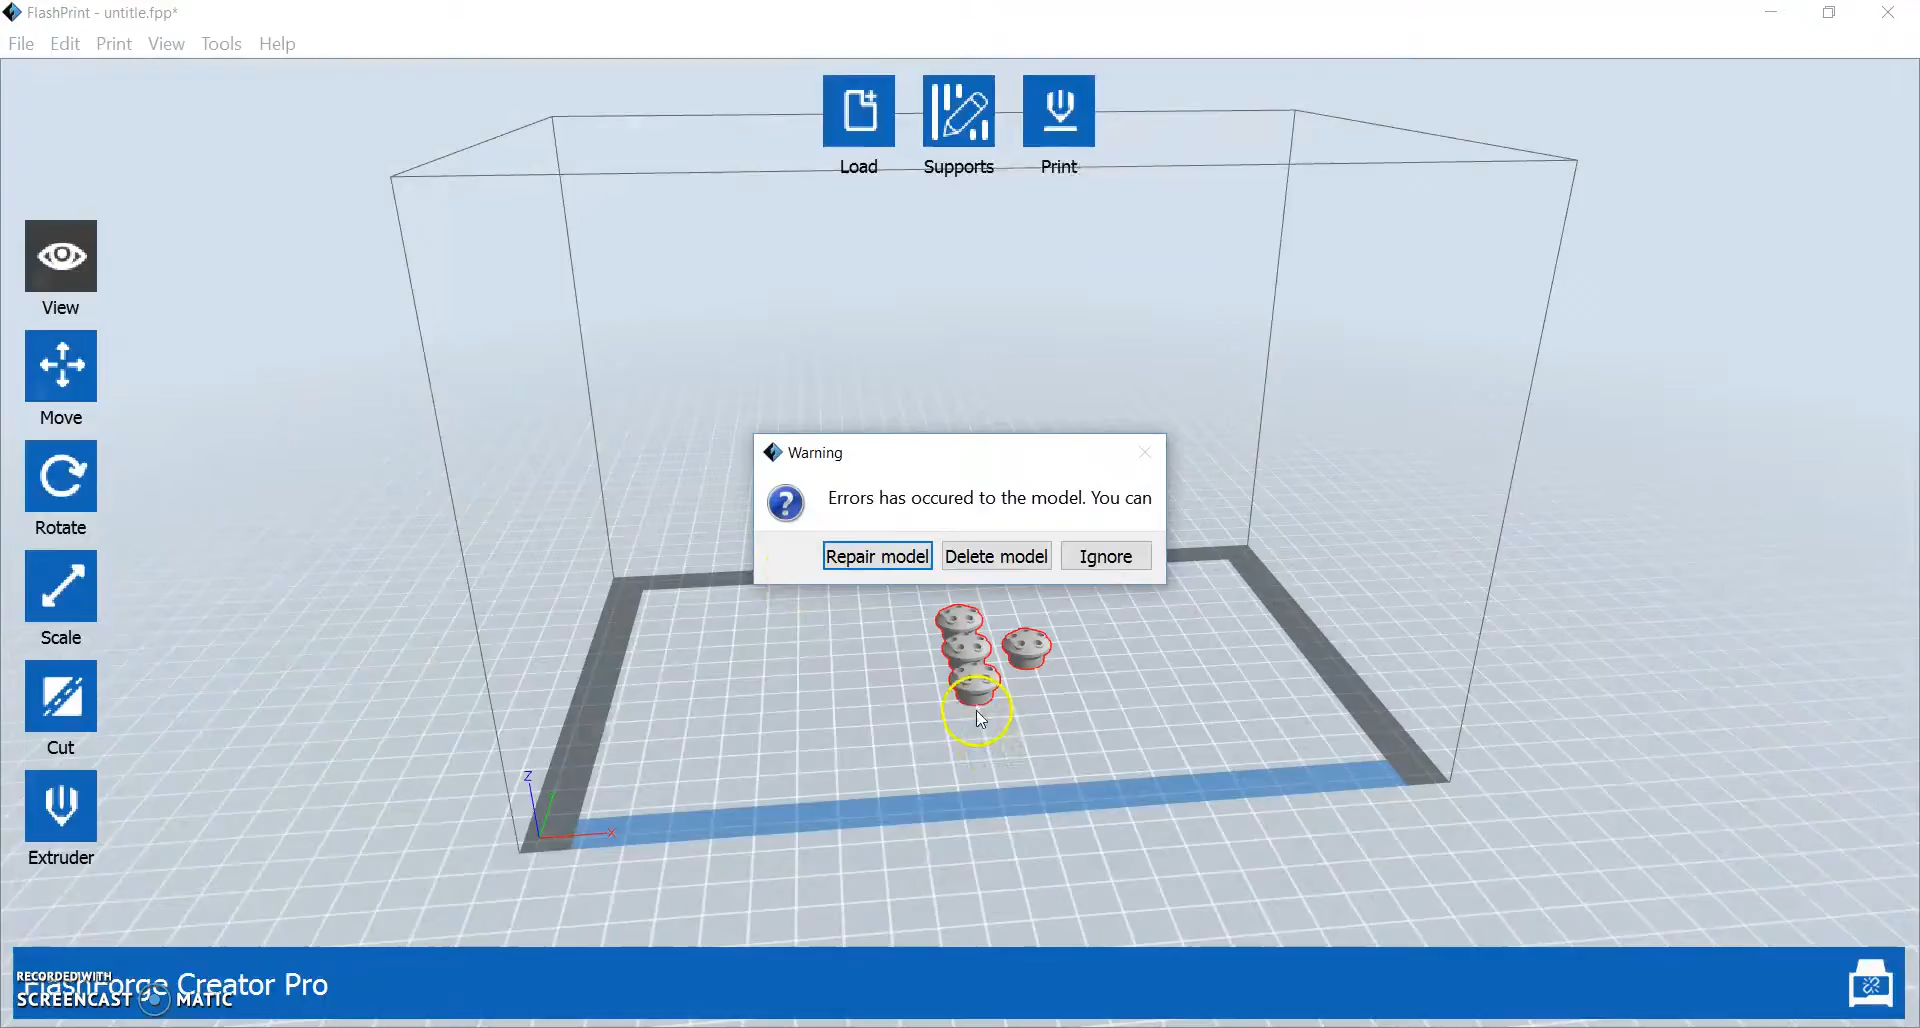 FlashPrint - untitle.fpp*
File Edit Print View Tools Help
Load Supports Print
View
Move
Rotate
Scale
Cut
Extruder
Warning
Errors has occured to the model. You can
Repair model Delete model Ignore
Z
X
RECORDED WITH
SCREENCAST MATIC
FlashForge Creator Pro